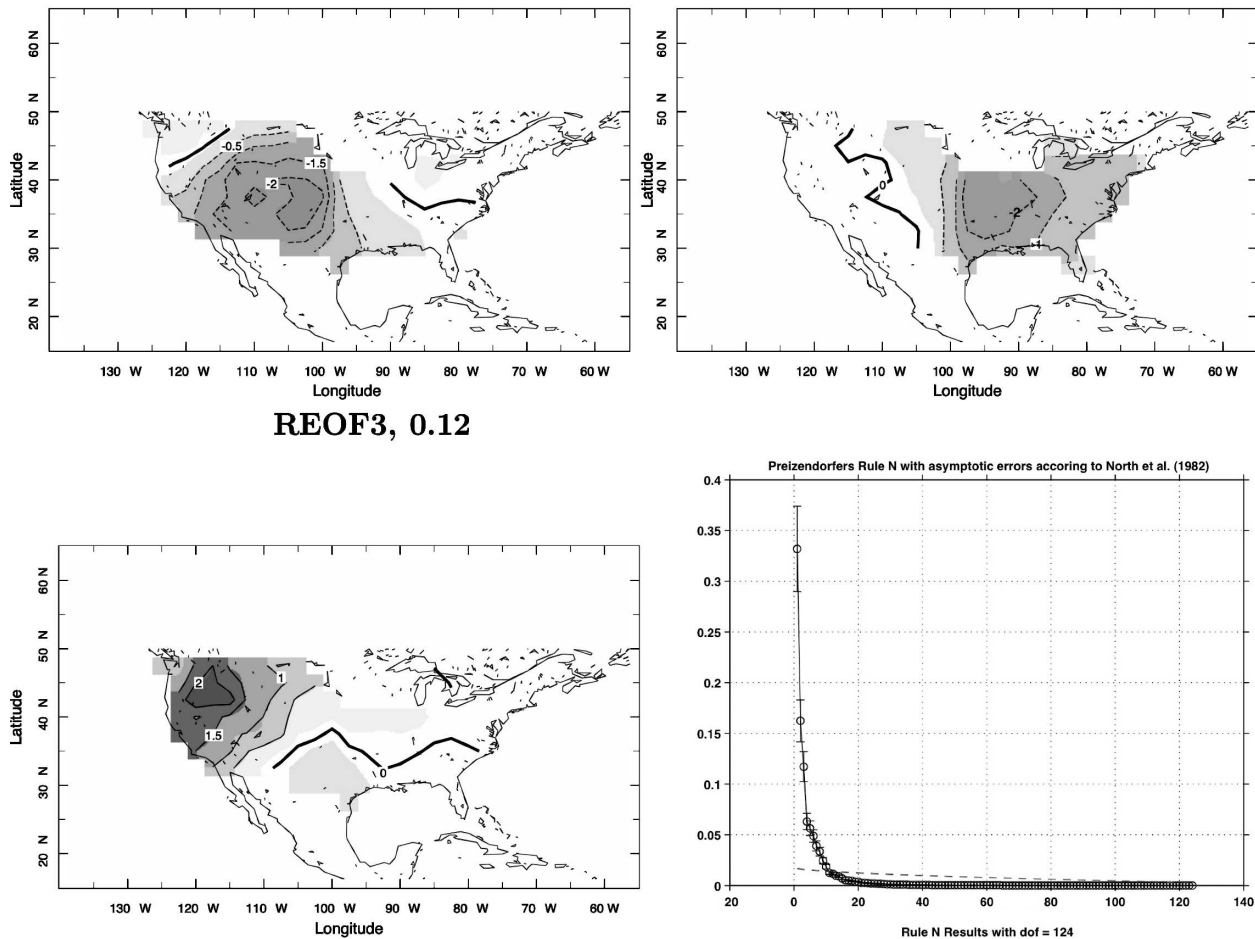 60 N
50 N
40 N
30 N
20 N
Latitude
-0.5
-1.5
-2
130 W 120 W 110 W 100 W 90 W 80 W 70 W 60 W
Longitude
60 N
50 N
40 N
30 N
20 N
Latitude
0
-2
-1
130 W 120 W 110 W 100 W 90 W 80 W 70 W 60 W
Longitude
REOF3, 0.12
60 N
50 N
40 N
30 N
20 N
Latitude
2
1
1.5
0
130 W 120 W 110 W 100 W 90 W 80 W 70 W 60 W
Longitude
Preizendorfers Rule N with asymptotic errors accoring to North et al. (1982)
0.4
0.35
0.3
0.25
0.2
0.15
0.1
0.05
0
20 0 20 40 60 80 100 120 140
Rule N Results with dof = 124